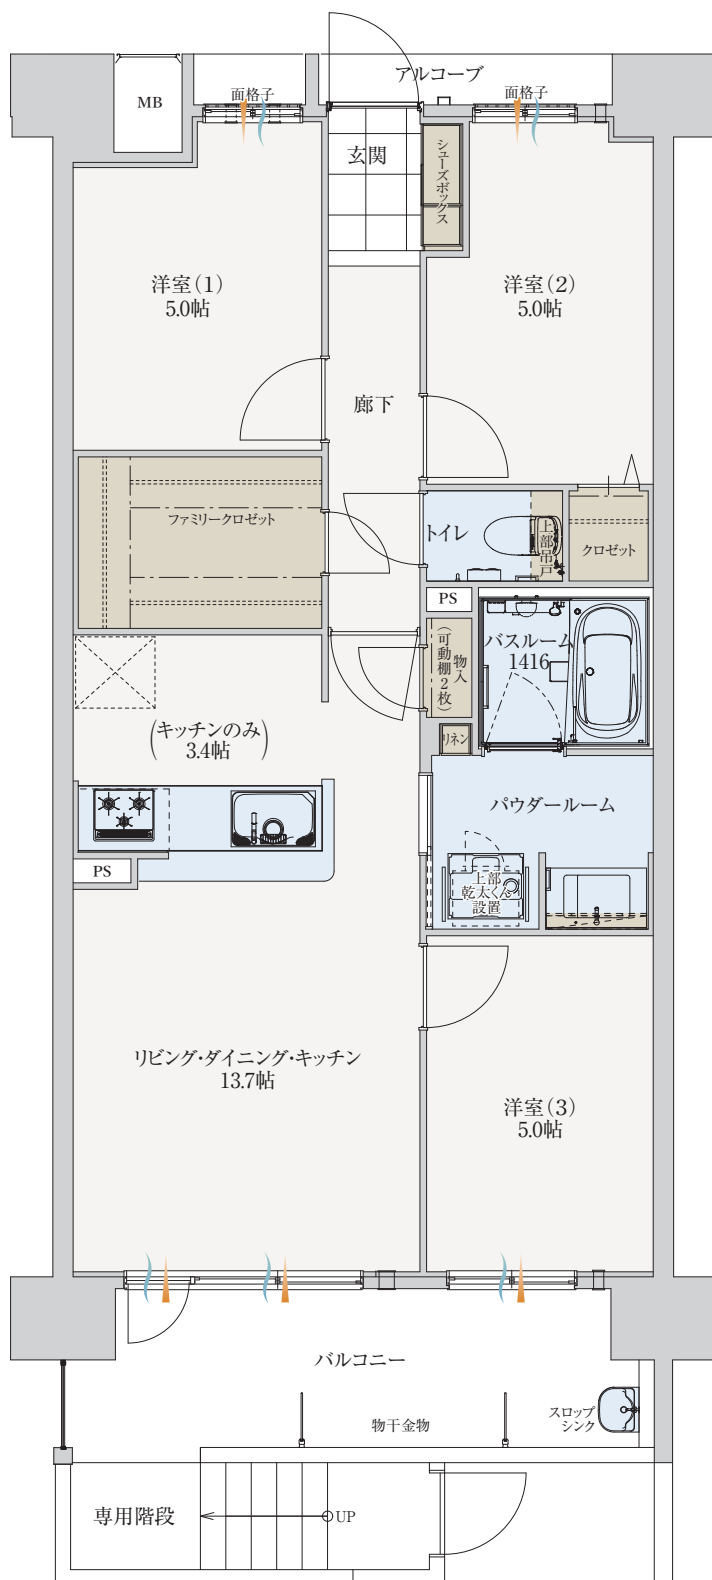 アルコーブ
面格子
面格子
MB
玄関
シューズボックス
洋室(1)
5.0帖
洋室(2)
5.0帖
廊下
ファミリークロゼット
トイレ
上部吊戸
クロゼット
PS
バスルーム
1416
物入
(可動棚2枚)
(キッチンのみ)
3.4帖
リネン
パウダールーム
PS
上部
乾太くん
設置
リビング・ダイニング・キッチン
13.7帖
洋室(3)
5.0帖
バルコニー
物干金物
スロップ
シンク
専用階段
UP